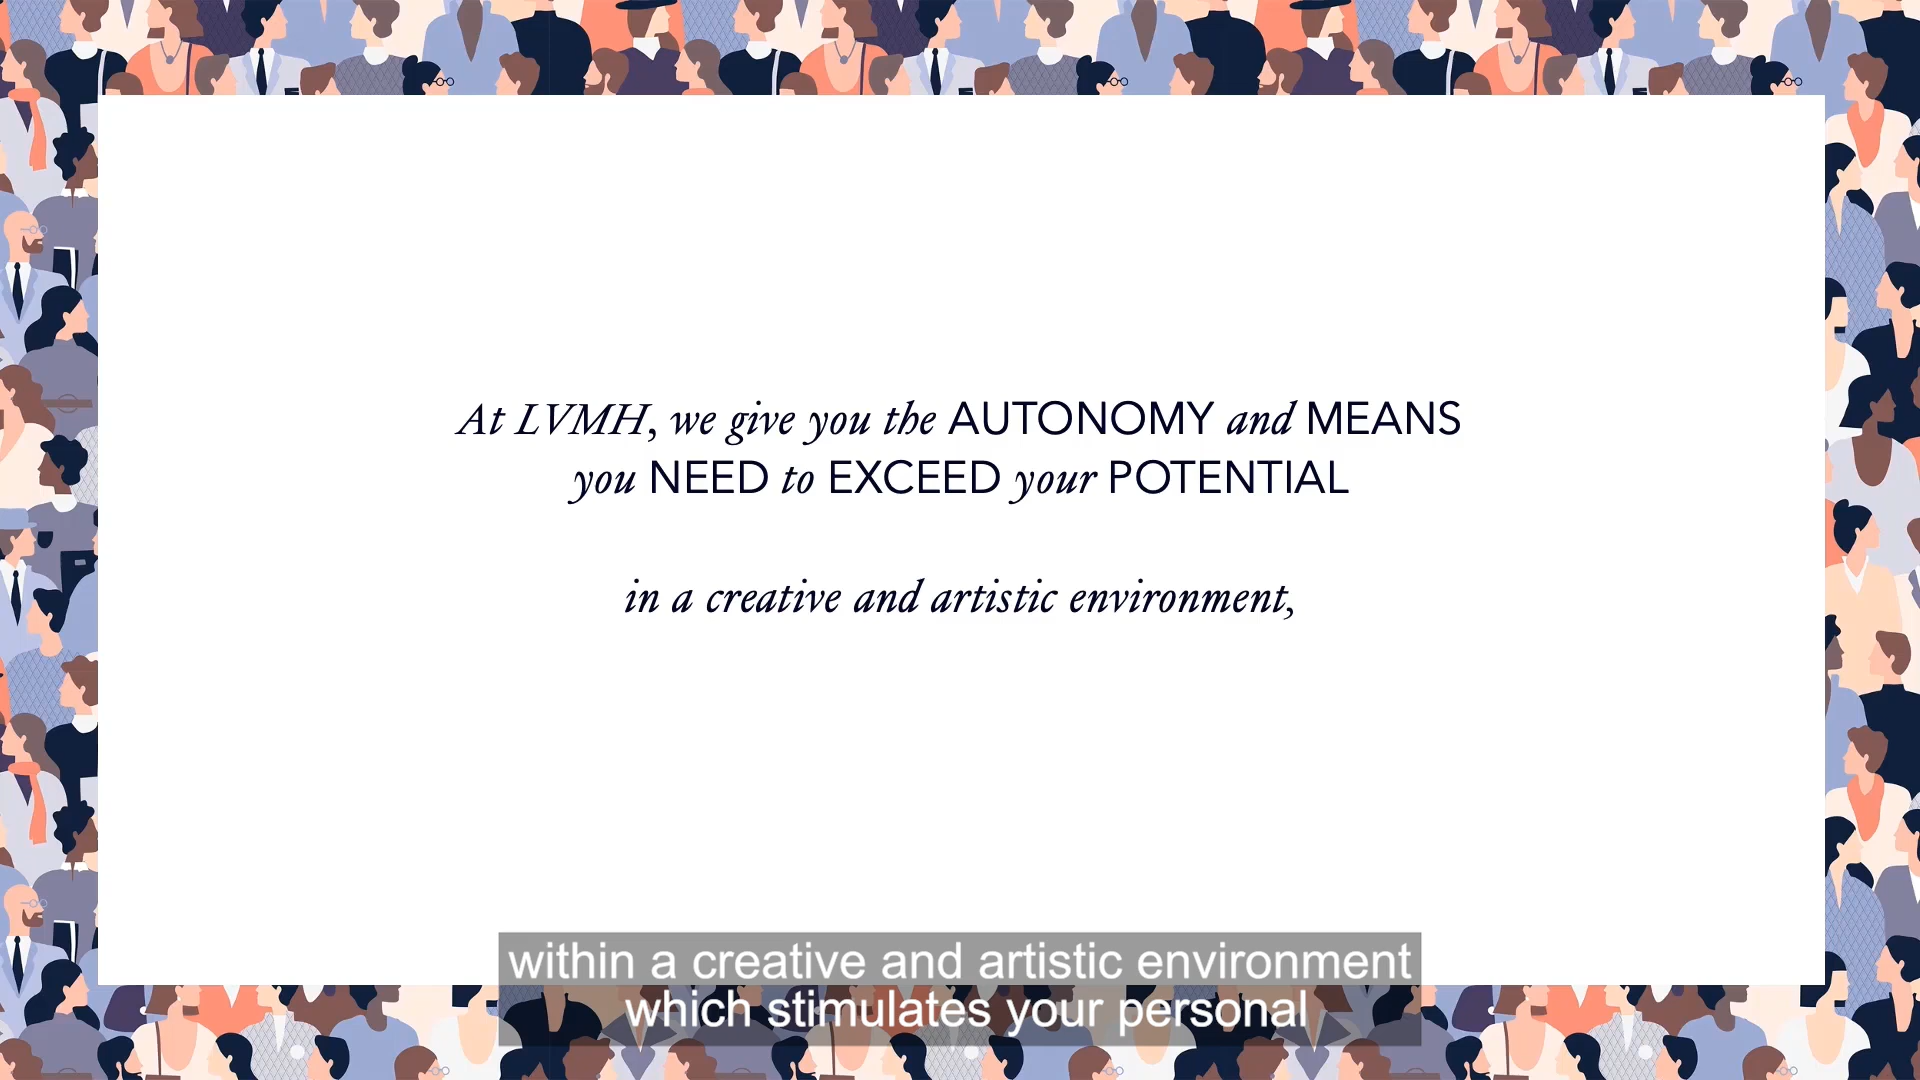 At LVMH, we give you the AUTONOMY and MEANS
you NEED to EXCEED your POTENTIAL
in a creative and artistic environment,
within a creative and artistic environment
which stimulates your personal